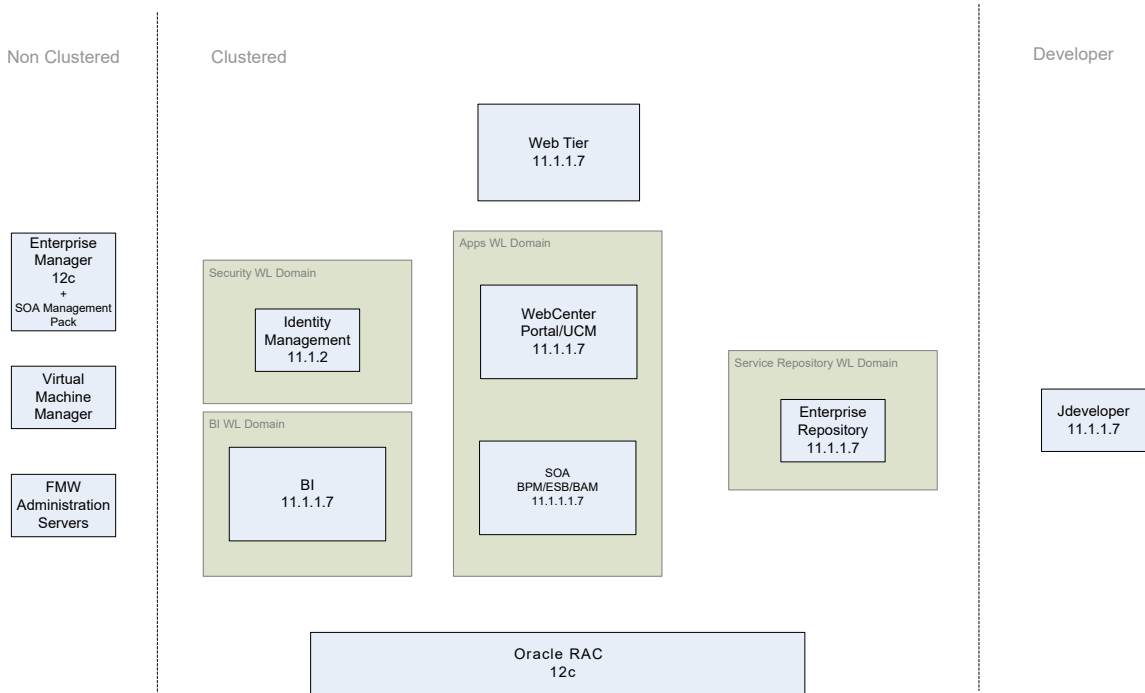 Non Clustered
Clustered
Developer
Web Tier
11.1.1.7
Enterprise
Manager
12c
+
SOA Management
Pack
Virtual
Machine
Manager
FMW
Administration
Servers
Security WL Domain
Identity
Management
11.1.2
BI WL Domain
BI
11.1.1.7
Apps WL Domain
WebCenter
Portal/UCM
11.1.1.7
SOA
BPM/ESB/BAM
11.1.1.1.7
Service Repository WL Domain
Enterprise
Repository
11.1.1.7
Jdeveloper
11.1.1.7
Oracle RAC
12c